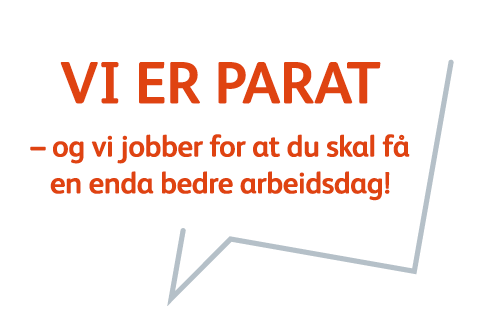 VI ER PARAT
– og vi jobber for at du skal få
en enda bedre arbeidsdag!